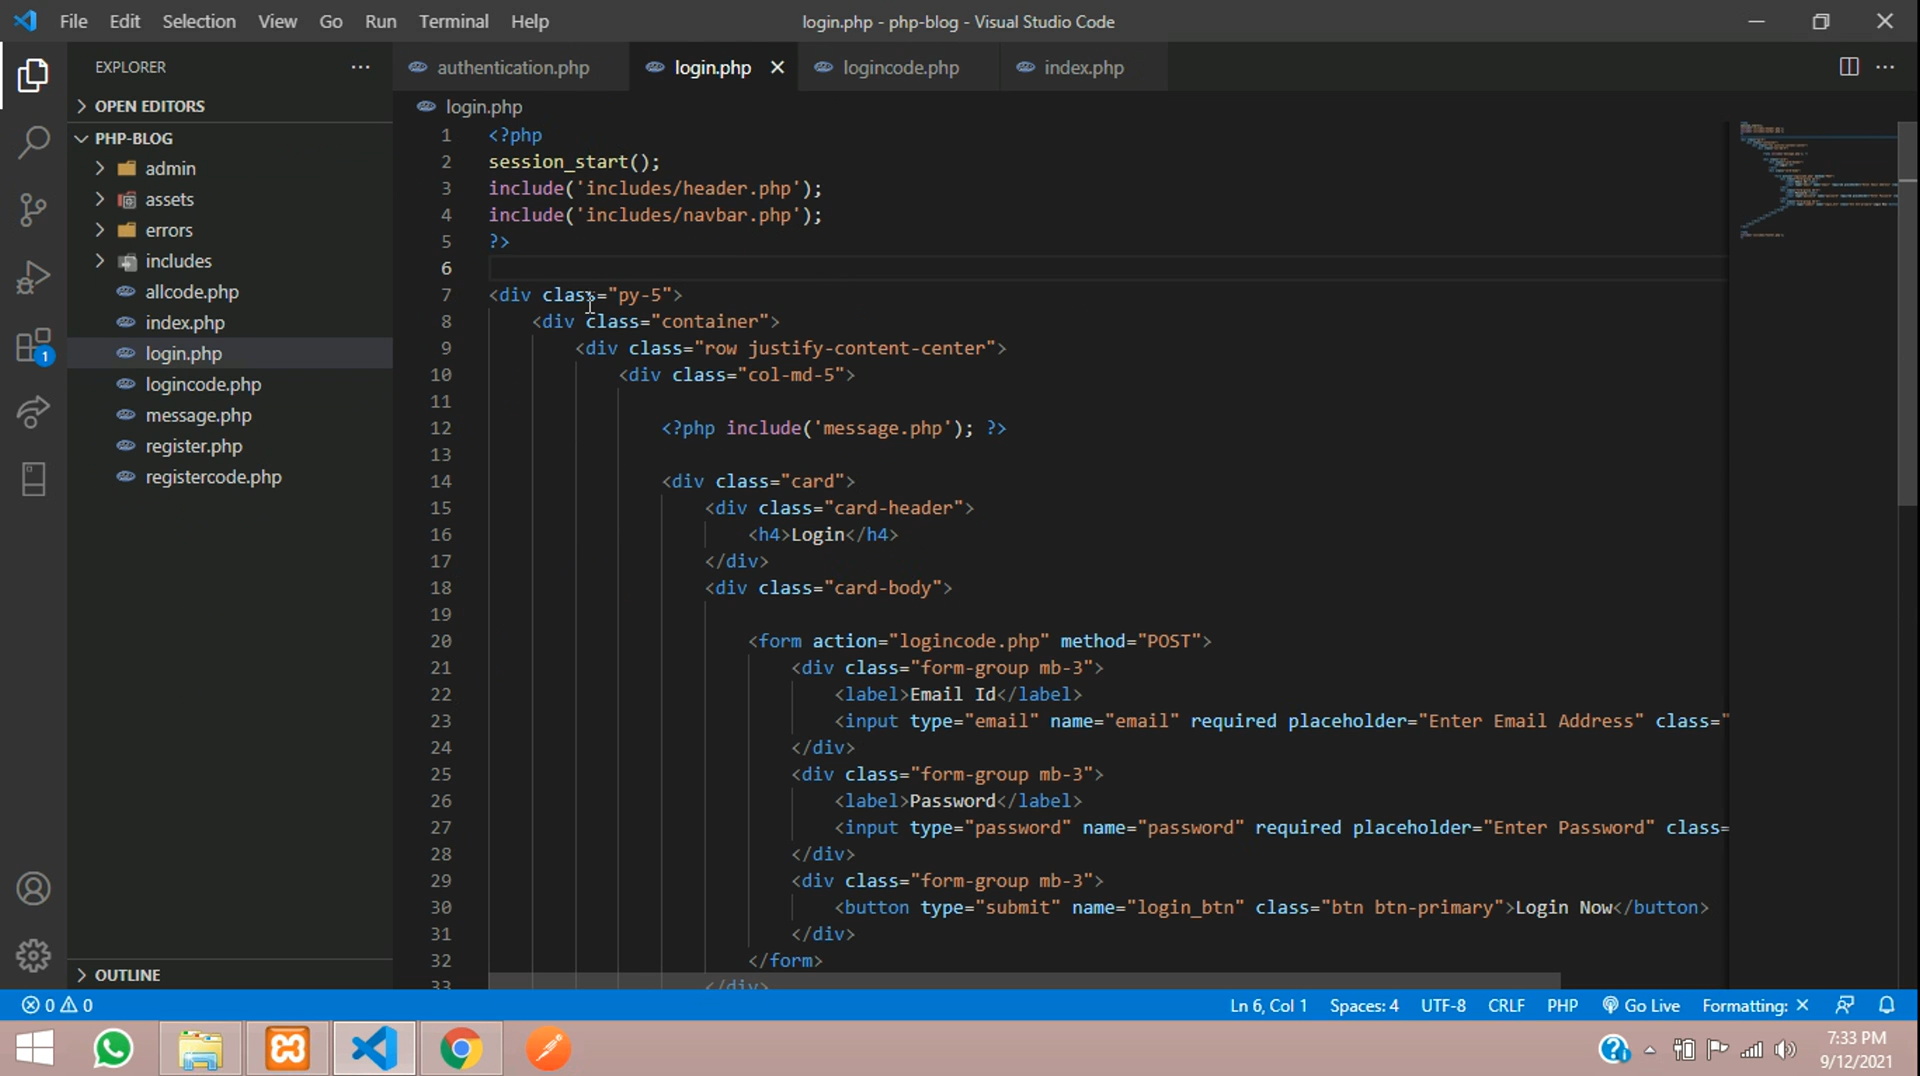 File Edit Selection View Go Run Terminal Help
login.php - php-blog - Visual Studio Code
EXPLORER
authentication.php
login.php
logincode.php
index.php
OPEN EDITORS
PHP-BLOG
admin
assets
errors
includes
allcode.php
index.php
login.php
logincode.php
message.php
register.php
registercode.php
OUTLINE
login.php
1 <?php
2 session_start();
3 include('includes/header.php');
4 include('includes/navbar.php');
5 ?>
6
7 <div class="py-5">
8 <div class="container">
9 <div class="row justify-content-center">
10 <div class="col-md-5">
11
12 <?php include('message.php'); ?>
13
14 <div class="card">
15 <div class="card-header">
16 <h4>Login</h4>
17 </div>
18 <div class="card-body">
19
20 <form action="logincode.php" method="POST">
21 <div class="form-group mb-3">
22 <label>Email Id</label>
23 <input type="email" name="email" required placeholder="Enter Email Address" class="
24 </div>
25 <div class="form-group mb-3">
26 <label>Password</label>
27 <input type="password" name="password" required placeholder="Enter Password" class=
28 </div>
29 <div class="form-group mb-3">
30 <button type="submit" name="login_btn" class="btn btn-primary">Login Now</button>
31 </div>
32 </form>
33 </div>
1
0 0
Ln 6, Col 1 Spaces: 4 UTF-8 CRLF PHP Go Live Formatting: ×
7:33 PM
9/12/2021